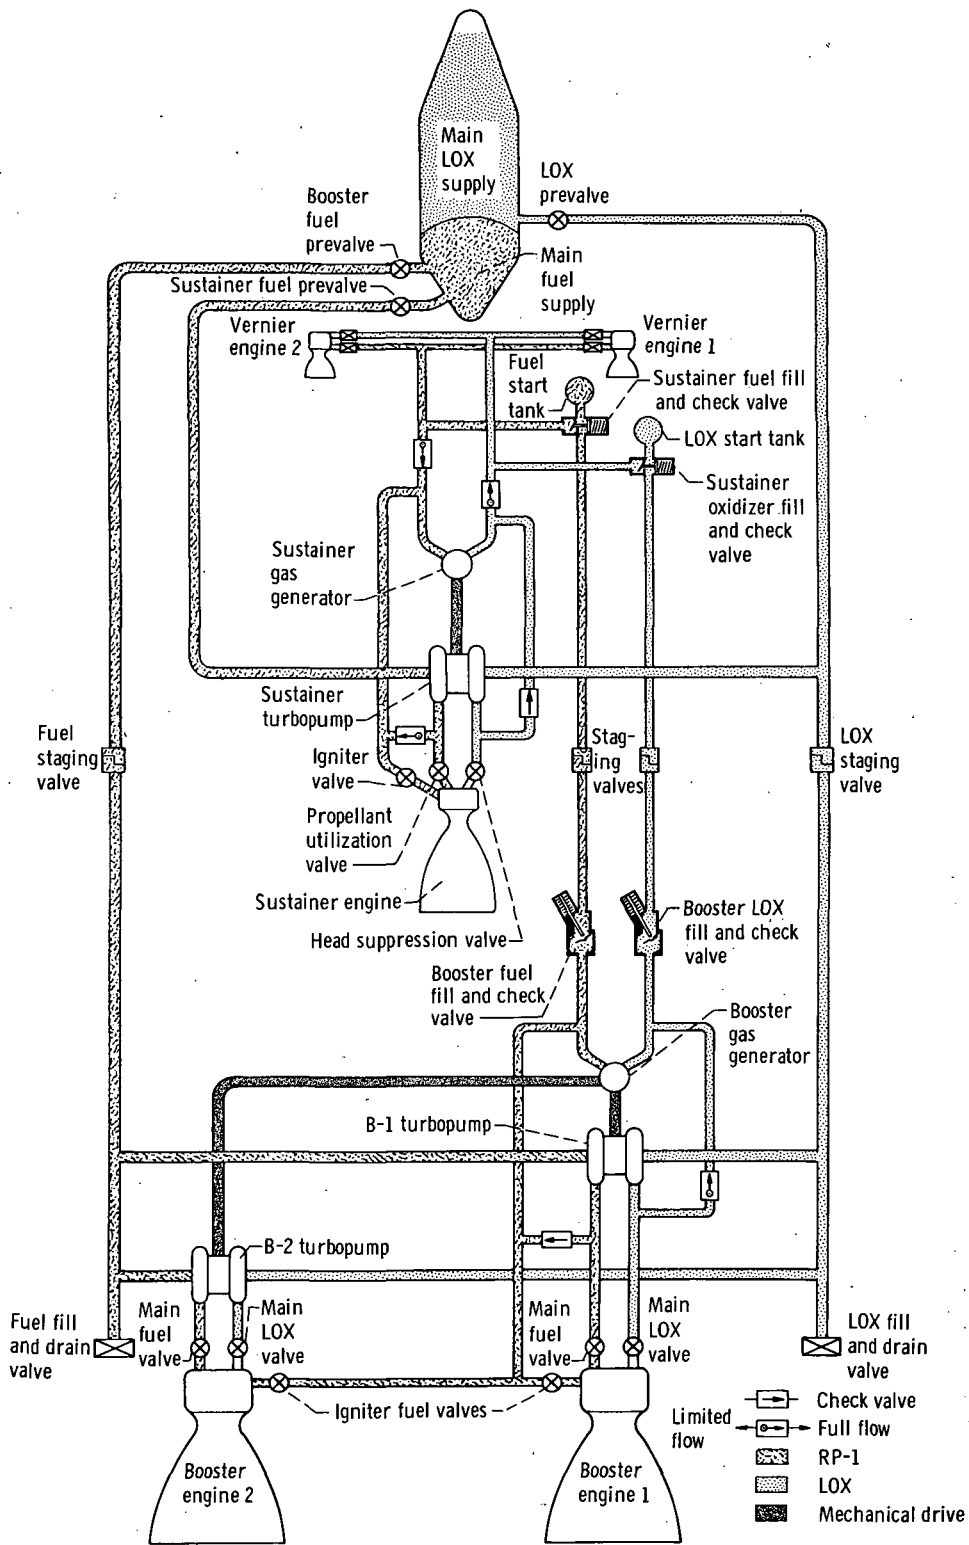 Main
LOX
supply
LOX
prevalve
Booster
fuel
prevalve
Main
fuel
supply
Sustainer fuel prevalve
Vernier
engine 2
Vernier
engine 1
Fuel
start
tank
Sustainer fuel fill
and check valve
LOX start tank
Sustainer
oxidizer fill
and check
valve
Sustainer
gas
generator
Sustainer
turbopump
Fuel
staging
valve
Stag-
ing
valves
LOX
staging
valve
Igniter
valve
Propellant
utilization
valve
Sustainer engine
Head suppression valve
Booster LOX
fill and check
valve
Booster fuel
fill and check
valve
Booster
gas
generator
B-1 turbopump
B-2 turbopump
Fuel fill
and drain
valve
Main
fuel
valve
Main
LOX
valve
Main
fuel
valve
Main
LOX
valve
LOX fill
and drain
valve
Igniter fuel valves
Booster
engine 2
Booster
engine 1
Check valve
Limited
flow
Full flow
RP-1
LOX
Mechanical drive